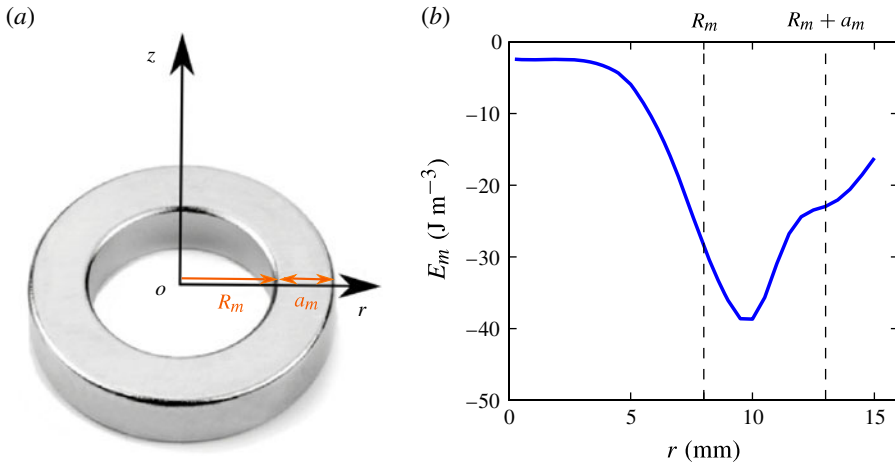 (a)
z
o
R_m
a_m
r
(b)
R_m
R_m + a_m
0
−10
−20
−30
−40
−50
E_m (J m⁻³)
0
5
10
15
r (mm)